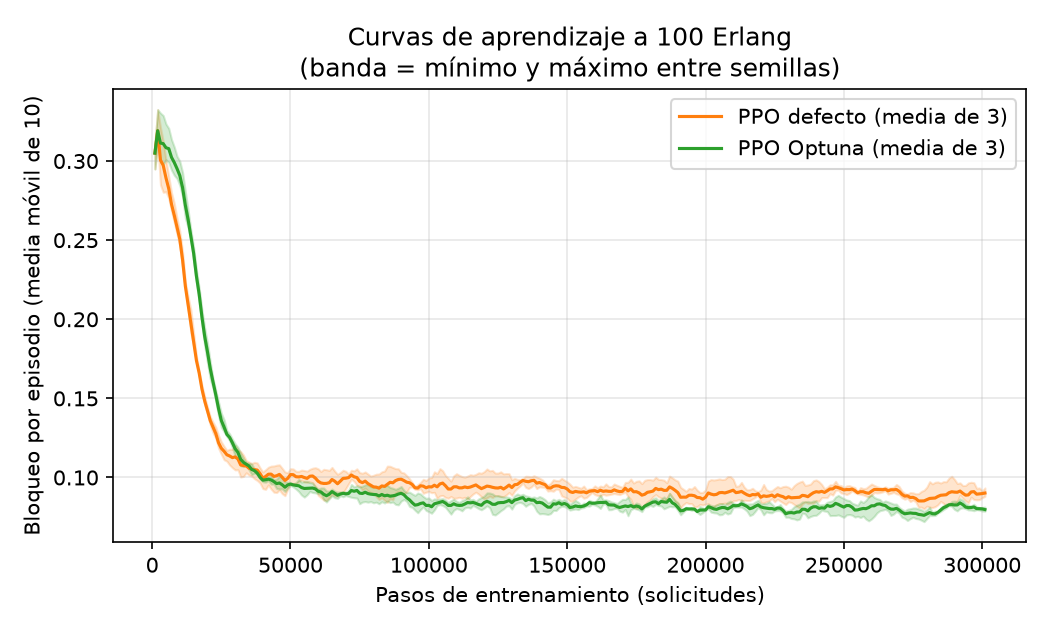 Curvas de aprendizaje a 100 Erlang
(banda = mínimo y máximo entre semillas)
PPO defecto (media de 3)
PPO Optuna (media de 3)
Bloqueo por episodio (media móvil de 10)
0.30
0.25
0.20
0.15
0.10
0 50000 100000 150000 200000 250000 300000
Pasos de entrenamiento (solicitudes)